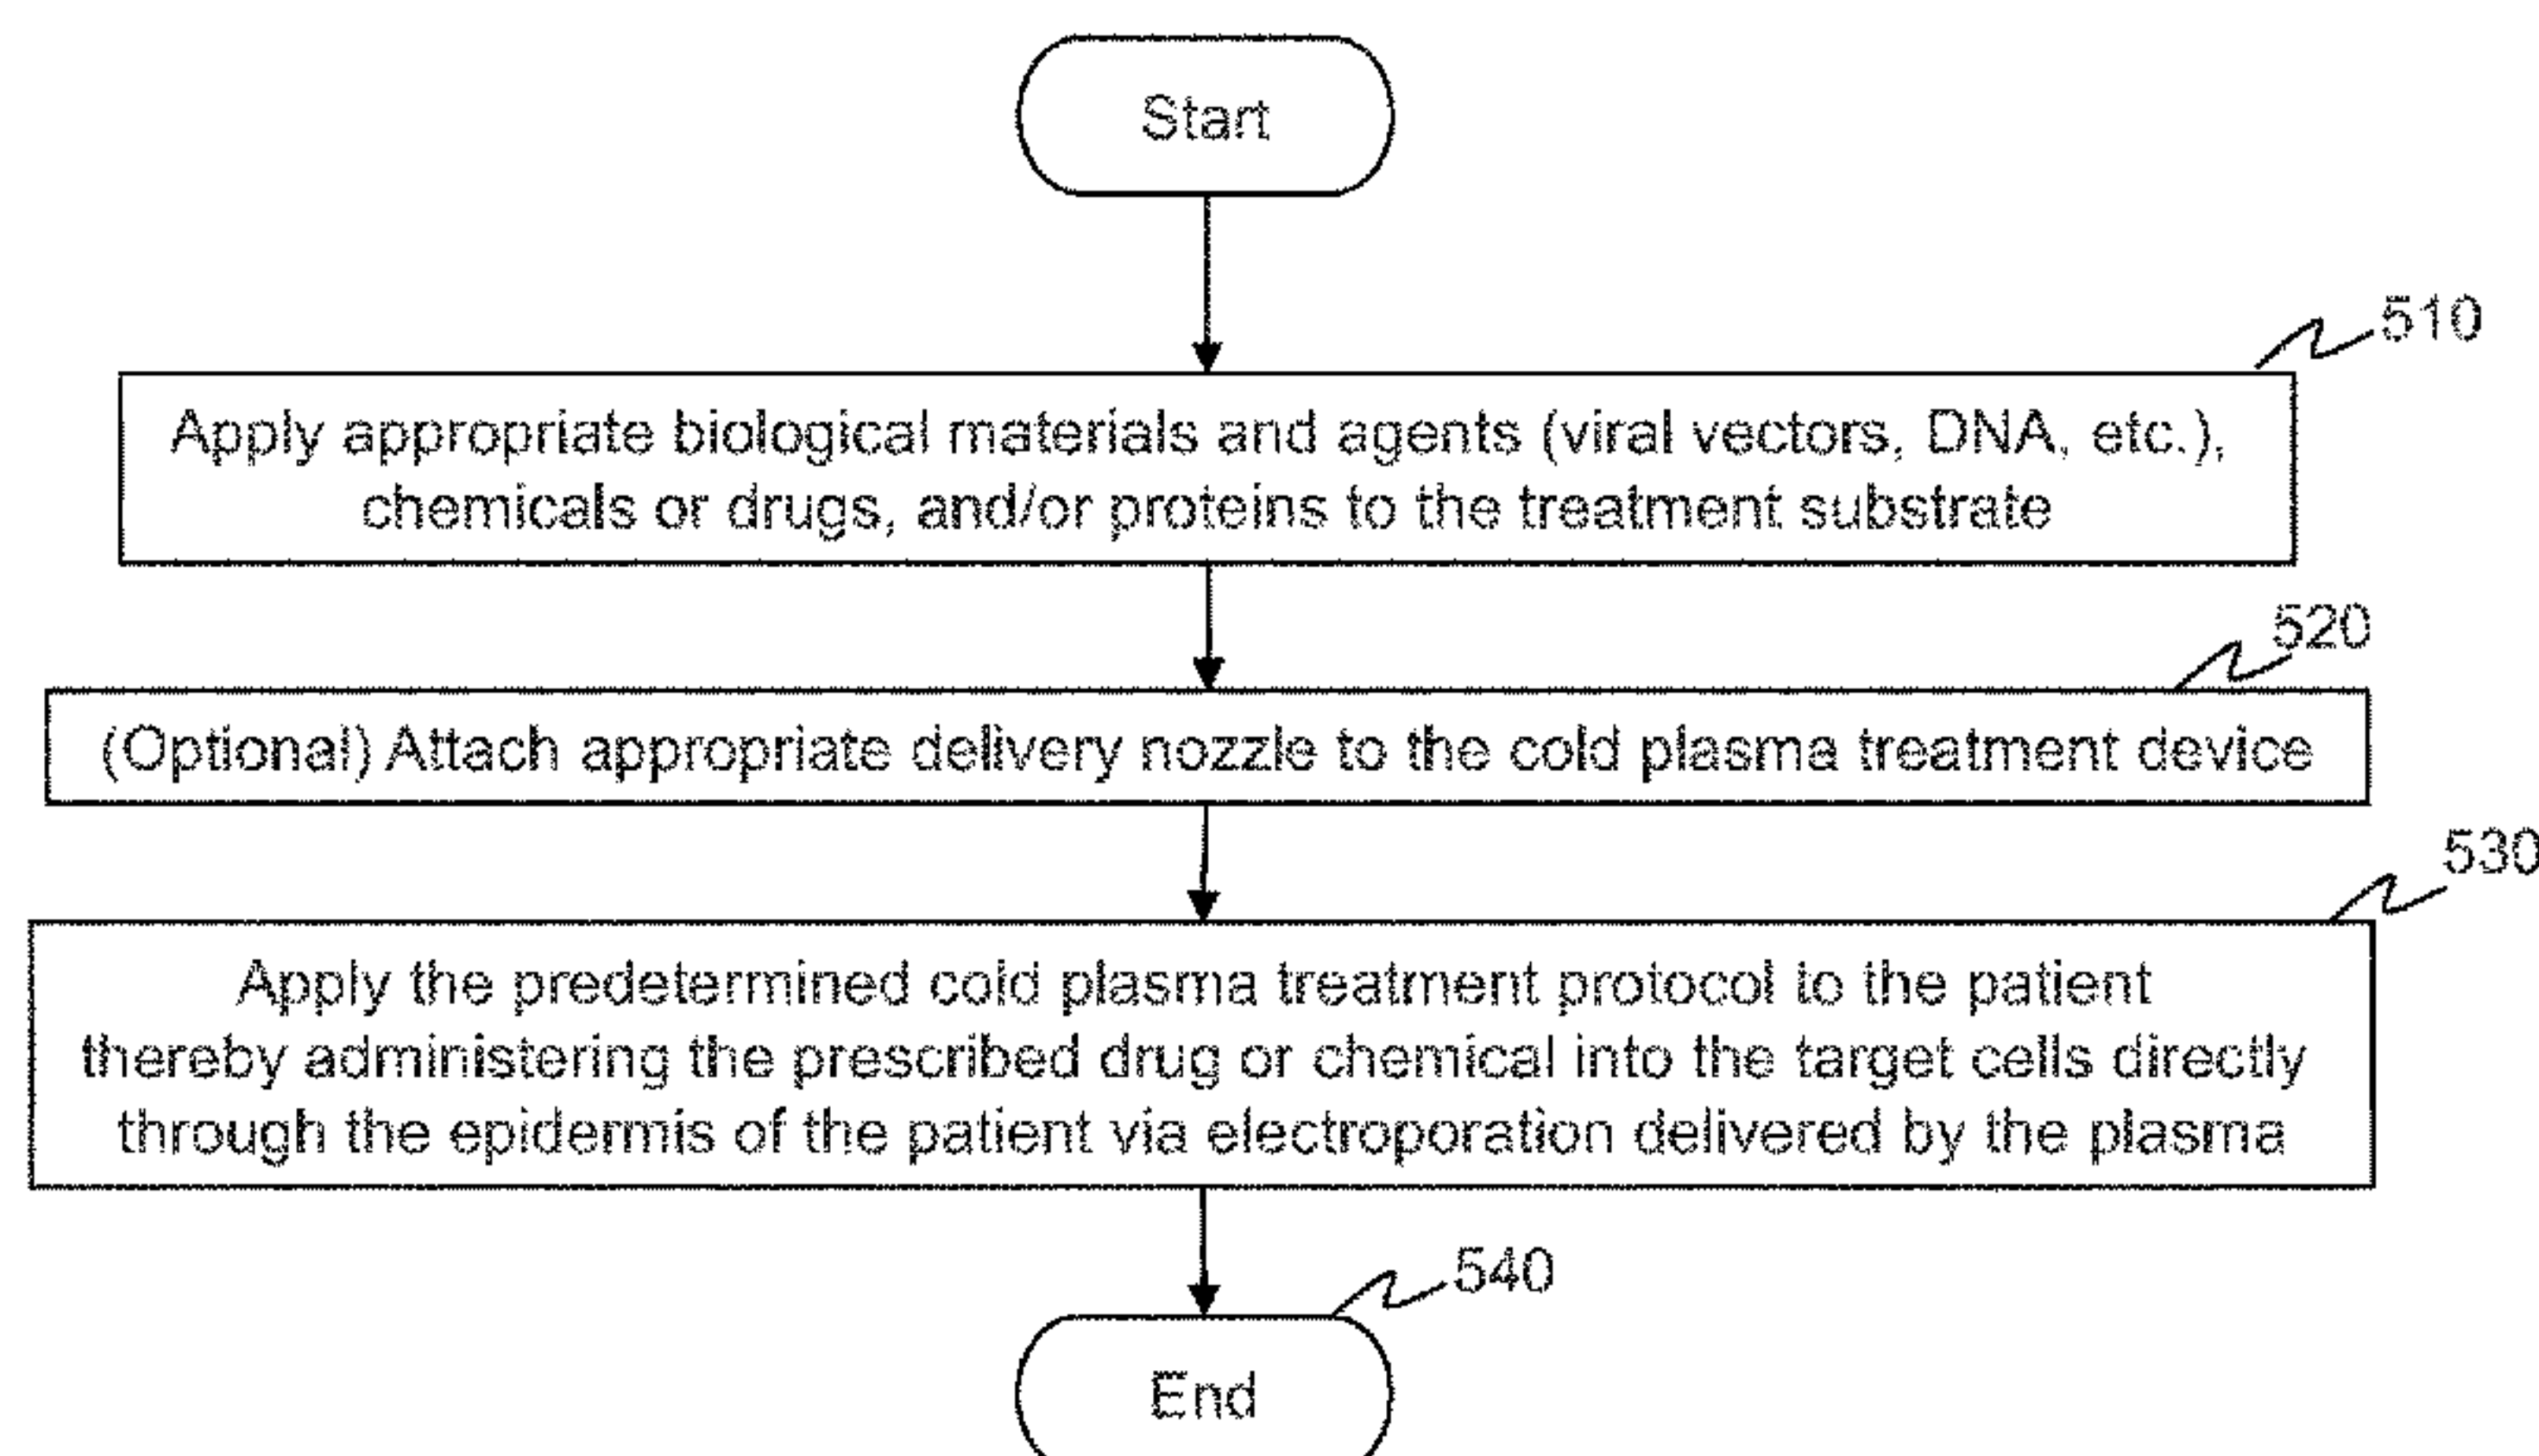 Start
510
Apply appropriate biological materials and agents (viral vectors, DNA, etc.),
chemicals or drugs, and/or proteins to the treatment substrate
520
(Optional) Attach appropriate delivery nozzle to the cold plasma treatment device
530
Apply the predetermined cold plasma treatment protocol to the patient
thereby administering the prescribed drug or chemical into the target cells directly
through the epidermis of the patient via electroporation delivered by the plasma
540
End